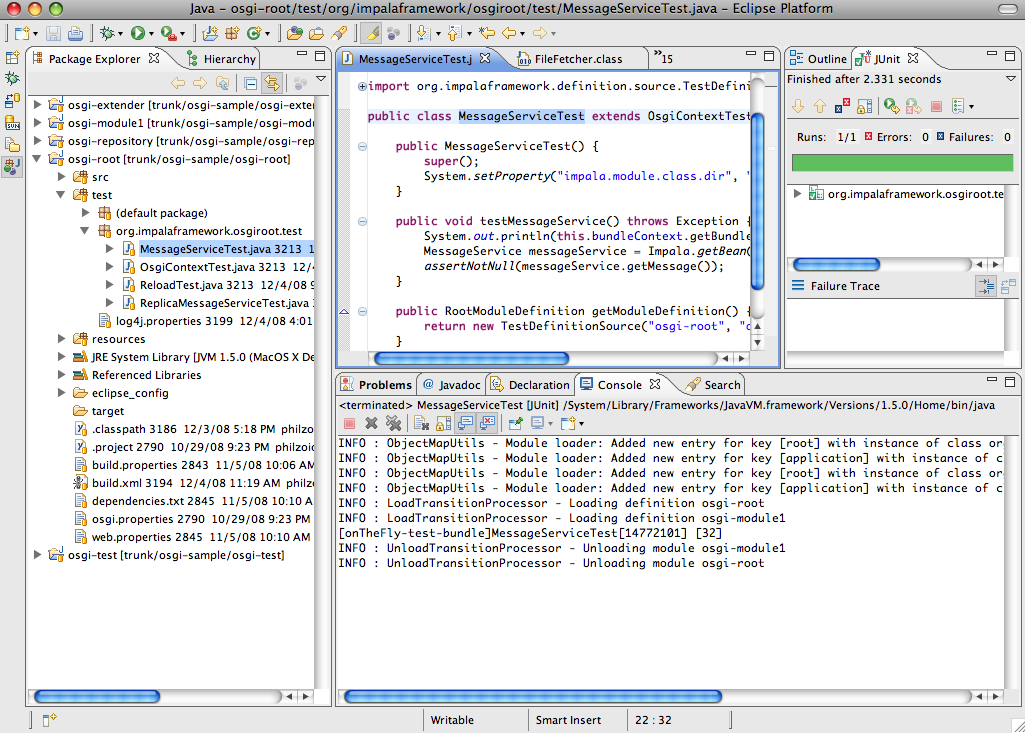 Java - osgi-root/test/org/impalaframework/osgiroot/test/MessageServiceTest.java - Eclipse Platform
Package Explorer
Hierarchy
osgi-extender [trunk/osgi-sample/osgi-exter
osgi-module1 [trunk/osgi-sample/osgi-modu
osgi-repository [trunk/osgi-sample/osgi-rep
osgi-root [trunk/osgi-sample/osgi-root]
src
test
(default package)
org.impalaframework.osgiroot.test
MessageServiceTest.java 3213 1
OsgiContextTest.java 3213 12/4
ReloadTest.java 3213 12/4/08 9
ReplicaMessageServiceTest.java
log4j.properties 3199 12/4/08 4:01
resources
JRE System Library [JVM 1.5.0 (MacOS X De
Referenced Libraries
eclipse_config
target
.classpath 3186 12/3/08 5:18 PM philzoi
.project 2790 10/29/08 9:23 PM philzoi
build.properties 2843 11/5/08 10:06 AM
build.xml 3194 12/4/08 11:19 AM philz
dependencies.txt 2845 11/5/08 10:10 A
osgi.properties 2790 10/29/08 9:23 PM
web.properties 2845 11/5/08 10:10 AM
osgi-test [trunk/osgi-sample/osgi-test]
MessageServiceTest.j
FileFetcher.class
»15
import org.impalaframework.definition.source.TestDefini
public class MessageServiceTest extends OsgiContextTest
public MessageServiceTest() {
super();
System.setProperty("impala.module.class.dir", "
}
public void testMessageService() throws Exception {
System.out.println(this.bundleContext.getBundle
MessageService messageService = Impala.getBean(
assertNotNull(messageService.getMessage());
}
public RootModuleDefinition getModuleDefinition() {
return new TestDefinitionSource("osgi-root", "o
}
Outline
JUnit
Finished after 2.331 seconds
Runs: 1/1 Errors: 0 Failures: 0
org.impalaframework.osgiroot.te
Failure Trace
Problems
@ Javadoc
Declaration
Console
Search
<terminated> MessageServiceTest [JUnit] /System/Library/Frameworks/JavaVM.framework/Versions/1.5.0/Home/bin/java
INFO : ObjectMapUtils - Module loader: Added new entry for key [root] with instance of class or
INFO : ObjectMapUtils - Module loader: Added new entry for key [application] with instance of c
INFO : ObjectMapUtils - Module loader: Added new entry for key [root] with instance of class or
INFO : ObjectMapUtils - Module loader: Added new entry for key [application] with instance of c
INFO : LoadTransitionProcessor - Loading definition osgi-root
INFO : LoadTransitionProcessor - Loading definition osgi-module1
[onTheFly-test-bundle]MessageServiceTest[14772101] [32]
INFO : UnloadTransitionProcessor - Unloading module osgi-module1
INFO : UnloadTransitionProcessor - Unloading module osgi-root
Writable
Smart Insert
22 : 32